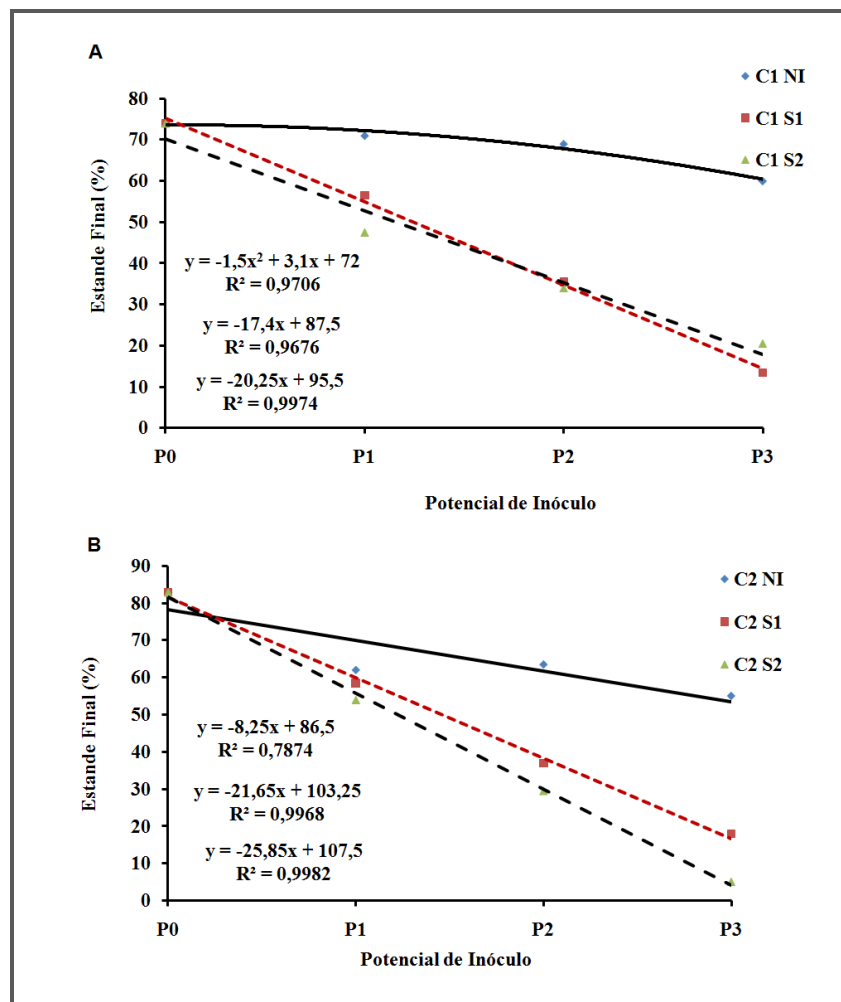 A
C1 NI
C1 S1
C1 S2
Estande Final (%)
80
70
60
50
40
30
20
10
0
y = -1,5x² + 3,1x + 72
R² = 0,9706
y = -17,4x + 87,5
R² = 0,9676
y = -20,25x + 95,5
R² = 0,9974
P0 P1 P2 P3
Potencial de Inóculo
B
C2 NI
C2 S1
C2 S2
Estande Final (%)
90
80
70
60
50
40
30
20
10
0
y = -8,25x + 86,5
R² = 0,7874
y = -21,65x + 103,25
R² = 0,9968
y = -25,85x + 107,5
R² = 0,9982
P0 P1 P2 P3
Potencial de Inóculo